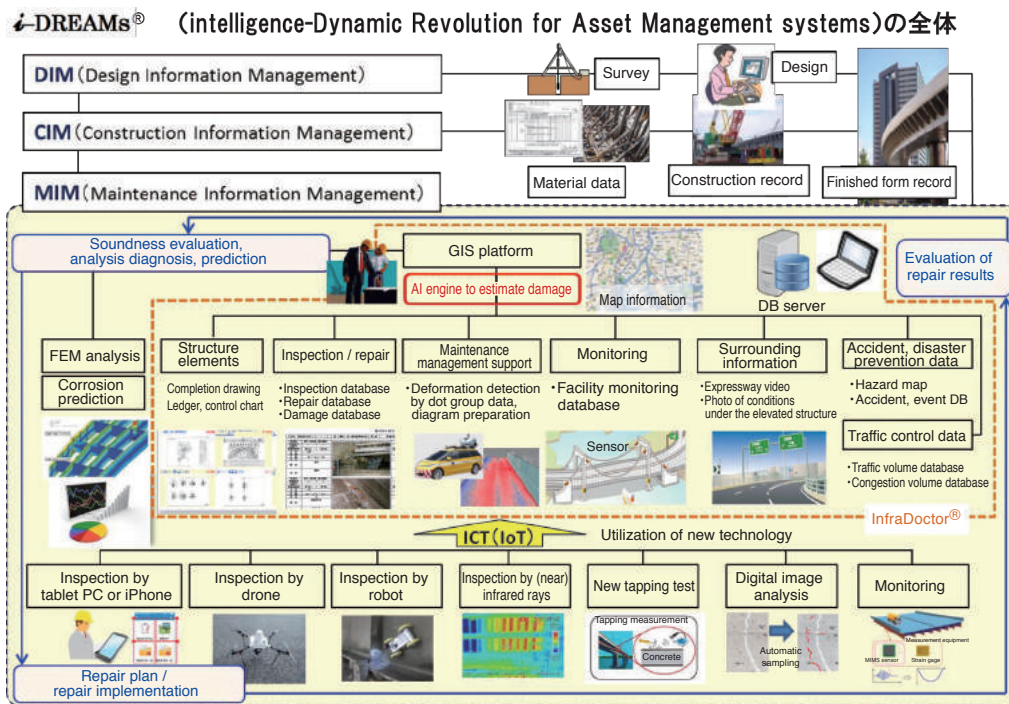 i-DREAMs® (intelligence-Dynamic Revolution for Asset Management systems)の全体
DIM (Design Information Management)
Survey
Design
CIM (Construction Information Management)
MIM (Maintenance Information Management)
Material data
Construction record
Finished form record
Soundness evaluation,
analysis diagnosis, prediction
GIS platform
AI engine to estimate damage
Map information
DB server
Evaluation of
repair results
FEM analysis
Corrosion
prediction
Structure
elements
Completion drawing
Ledger, control chart
Inspection / repair
・Inspection database
・Repair database
・Damage database
Maintenance
management support
・Deformation detection
by dot group data,
diagram preparation
Monitoring
・Facility monitoring
database
Sensor
Surrounding
information
・Expressway video
・Photo of conditions
under the elevated structure
Accident, disaster
prevention data
・Hazard map
・Accident, event DB
Traffic control data
・Traffic volume database
・Congestion volume database
InfraDoctor®
ICT(IoT)
Utilization of new technology
Inspection by
tablet PC or iPhone
Inspection by
drone
Inspection by
robot
Inspection by (near)
infrared rays
New tapping test
Tapping measurement
Concrete
Digital image
analysis
Automatic
sampling
Monitoring
Measurement equipment
MIMS sensor
Strain gage
Repair plan /
repair implementation